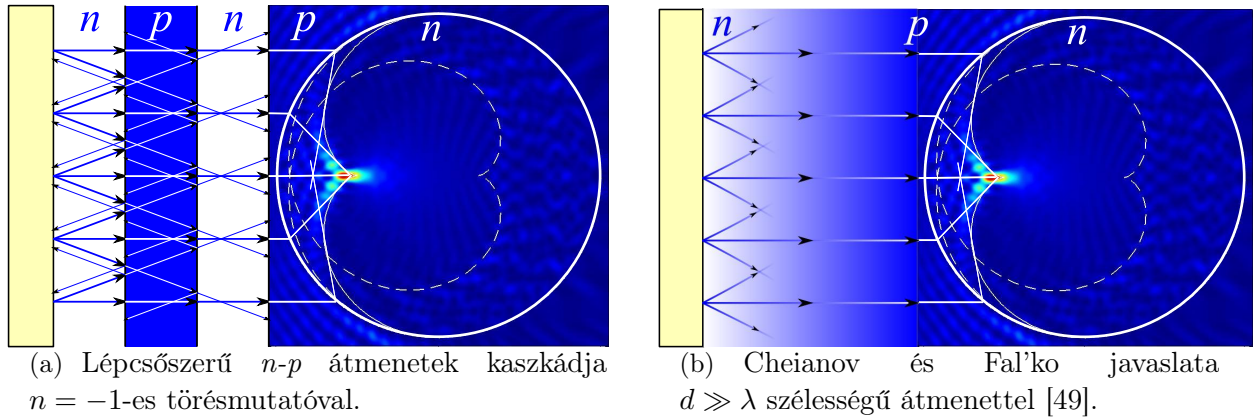 n p n p n
n p n
(a) Lépcsőszerű n-p átmenetek kaszkádja
n = −1-es törésmutatóval.
(b) Cheianov és Fal'ko javaslata
d ≫ λ szélességű átmenettel [49].